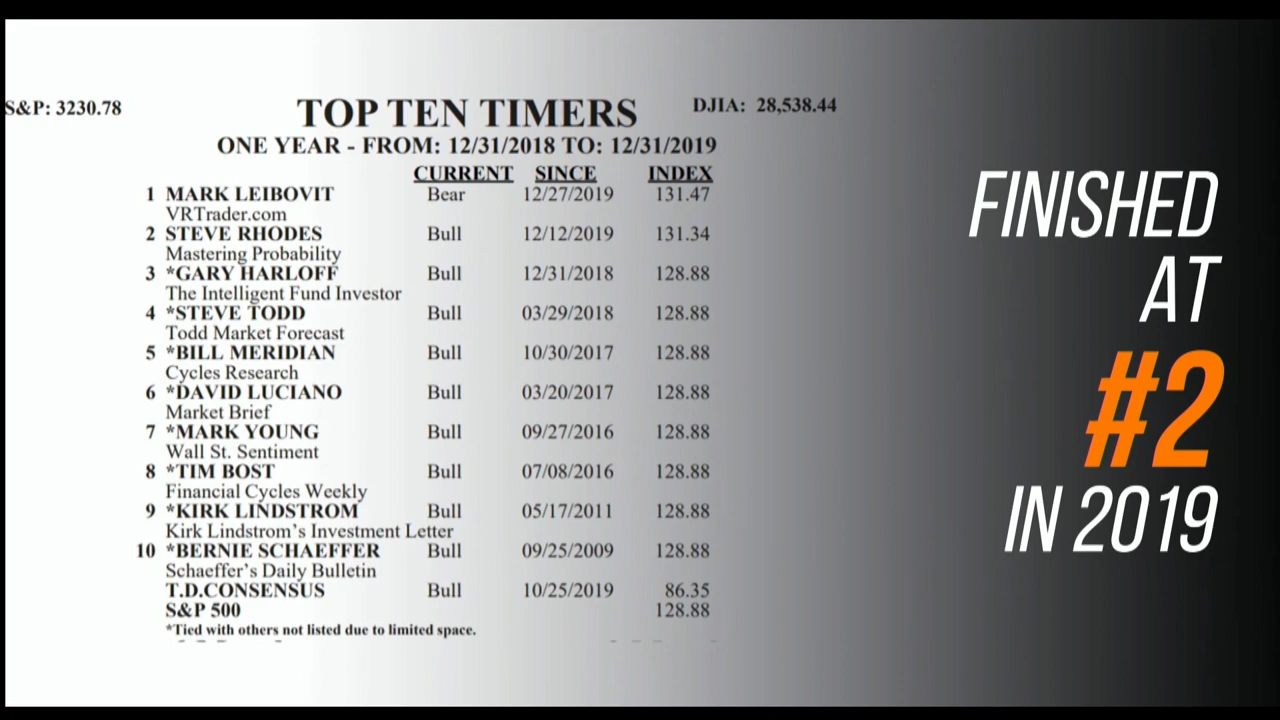 S&P: 3230.78 TOP TEN TIMERS DJIA: 28,538.44
ONE YEAR - FROM: 12/31/2018 TO: 12/31/2019
CURRENT SINCE INDEX
1 MARK LEIBOVIT Bear 12/27/2019 131.47
VRTrader.com
2 STEVE RHODES Bull 12/12/2019 131.34
Mastering Probability
3 *GARY HARLOFF Bull 12/31/2018 128.88
The Intelligent Fund Investor
4 *STEVE TODD Bull 03/29/2018 128.88
Todd Market Forecast
5 *BILL MERIDIAN Bull 10/30/2017 128.88
Cycles Research
6 *DAVID LUCIANO Bull 03/20/2017 128.88
Market Brief
7 *MARK YOUNG Bull 09/27/2016 128.88
Wall St. Sentiment
8 *TIM BOST Bull 07/08/2016 128.88
Financial Cycles Weekly
9 *KIRK LINDSTROM Bull 05/17/2011 128.88
Kirk Lindstrom's Investment Letter
10 *BERNIE SCHAEFFER Bull 09/25/2009 128.88
Schaeffer's Daily Bulletin
T.D.CONSENSUS Bull 10/25/2019 86.35
S&P 500 128.88
*Tied with others not listed due to limited space.
FINISHED
AT
#2
IN 2019